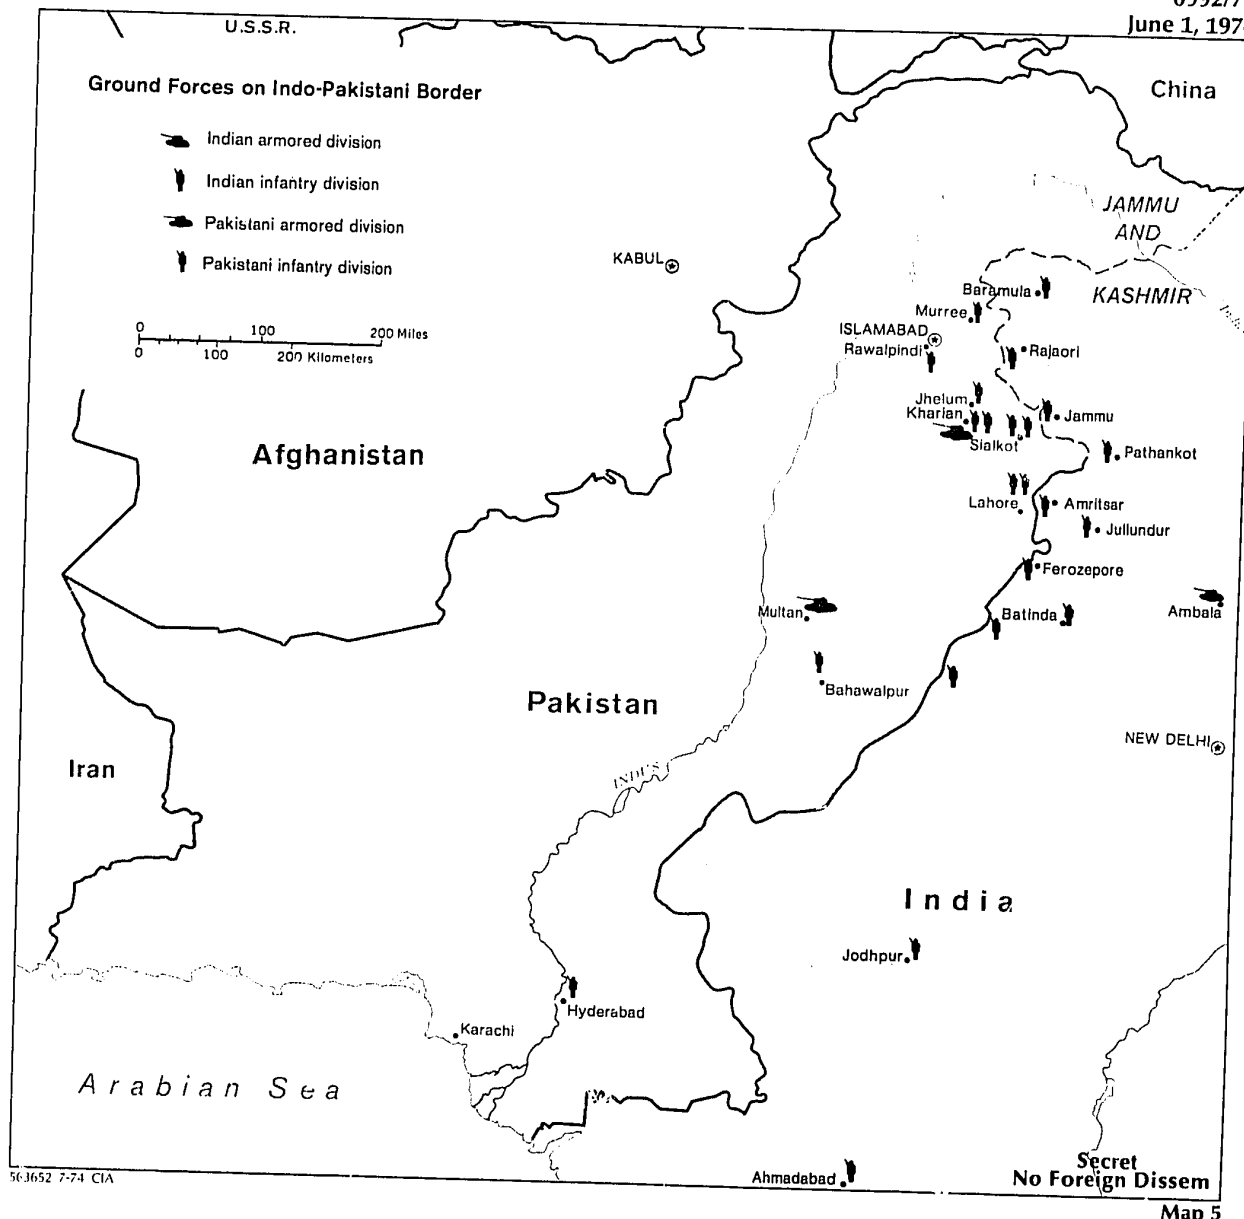 June 1, 197
U.S.S.R.
Ground Forces on Indo-Pakistani Border
China
Indian armored division
Indian infantry division
Pakistani armored division
Pakistani infantry division
JAMMU
AND
KASHMIR
KABUL
Baramula
Murree
ISLAMABAD
Rawalpindi
Rajaori
0 100 200 Miles
0 100 200 Kilometers
Jhelum
Kharian
Jammu
Sialkot
Pathankot
Afghanistan
Lahore
Amritsar
Jullundur
Ferozepore
Multan
Batinda
Ambala
Bahawalpur
Pakistan
NEW DELHI
Iran
INDUS
India
Jodhpur
Hyderabad
Karachi
Arabian Sea
Ahmadabad
Secret
No Foreign Dissem
563652 7-74 CIA
Map 5